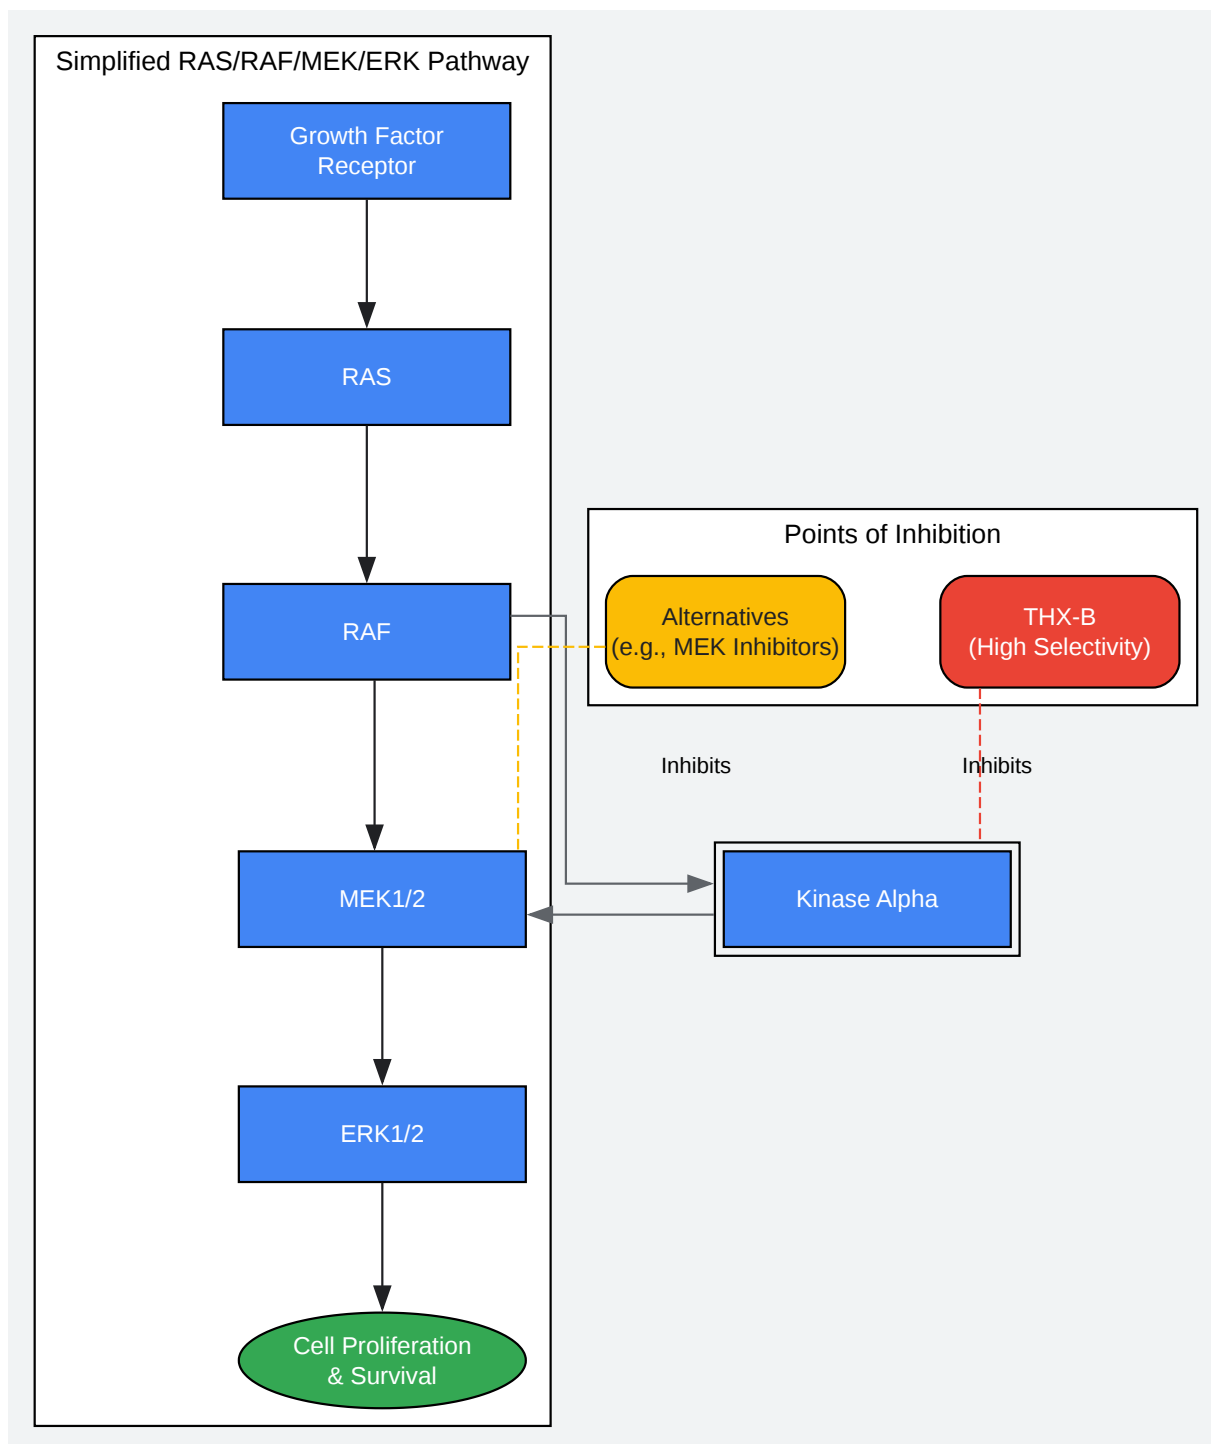 Simplified RAS/RAF/MEK/ERK Pathway
Growth Factor
Receptor
RAS
RAF
Points of Inhibition
Alternatives
(e.g., MEK Inhibitors)
THX-B
(High Selectivity)
Inhibits
Inhibits
MEK1/2
Kinase Alpha
ERK1/2
Cell Proliferation
& Survival